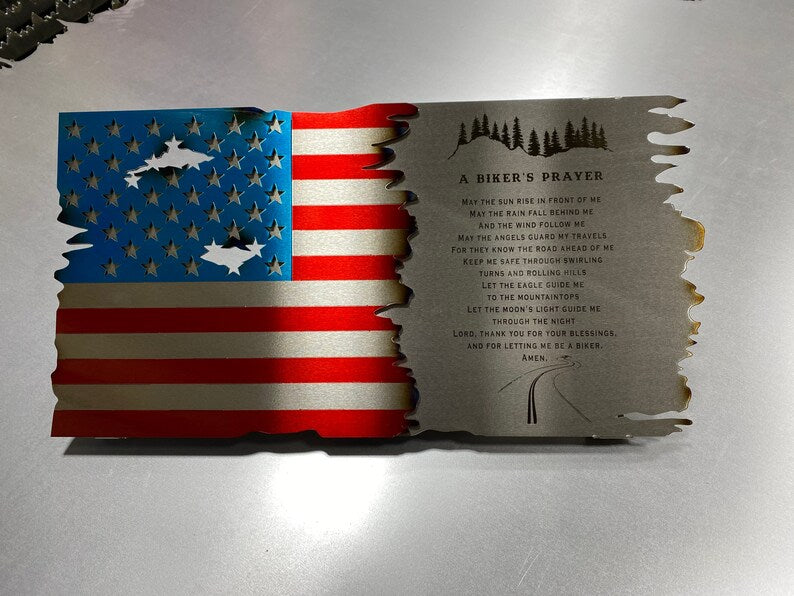 A BIKER'S PRAYER
MAY THE SUN RISE IN FRONT OF ME
MAY THE RAIN FALL BEHIND ME
AND THE WIND FOLLOW ME
MAY THE ANGELS GUARD MY TRAVELS
FOR THEY KNOW THE ROAD AHEAD OF ME
KEEP ME SAFE THROUGH SWIRLING
TURNS AND ROLLING HILLS
LET THE EAGLE GUIDE ME
TO THE MOUNTAINTOPS
LET THE MOON'S LIGHT GUIDE ME
THROUGH THE NIGHT
LORD, THANK YOU FOR YOUR BLESSINGS,
AND FOR LETTING ME BE A BIKER.
AMEN.